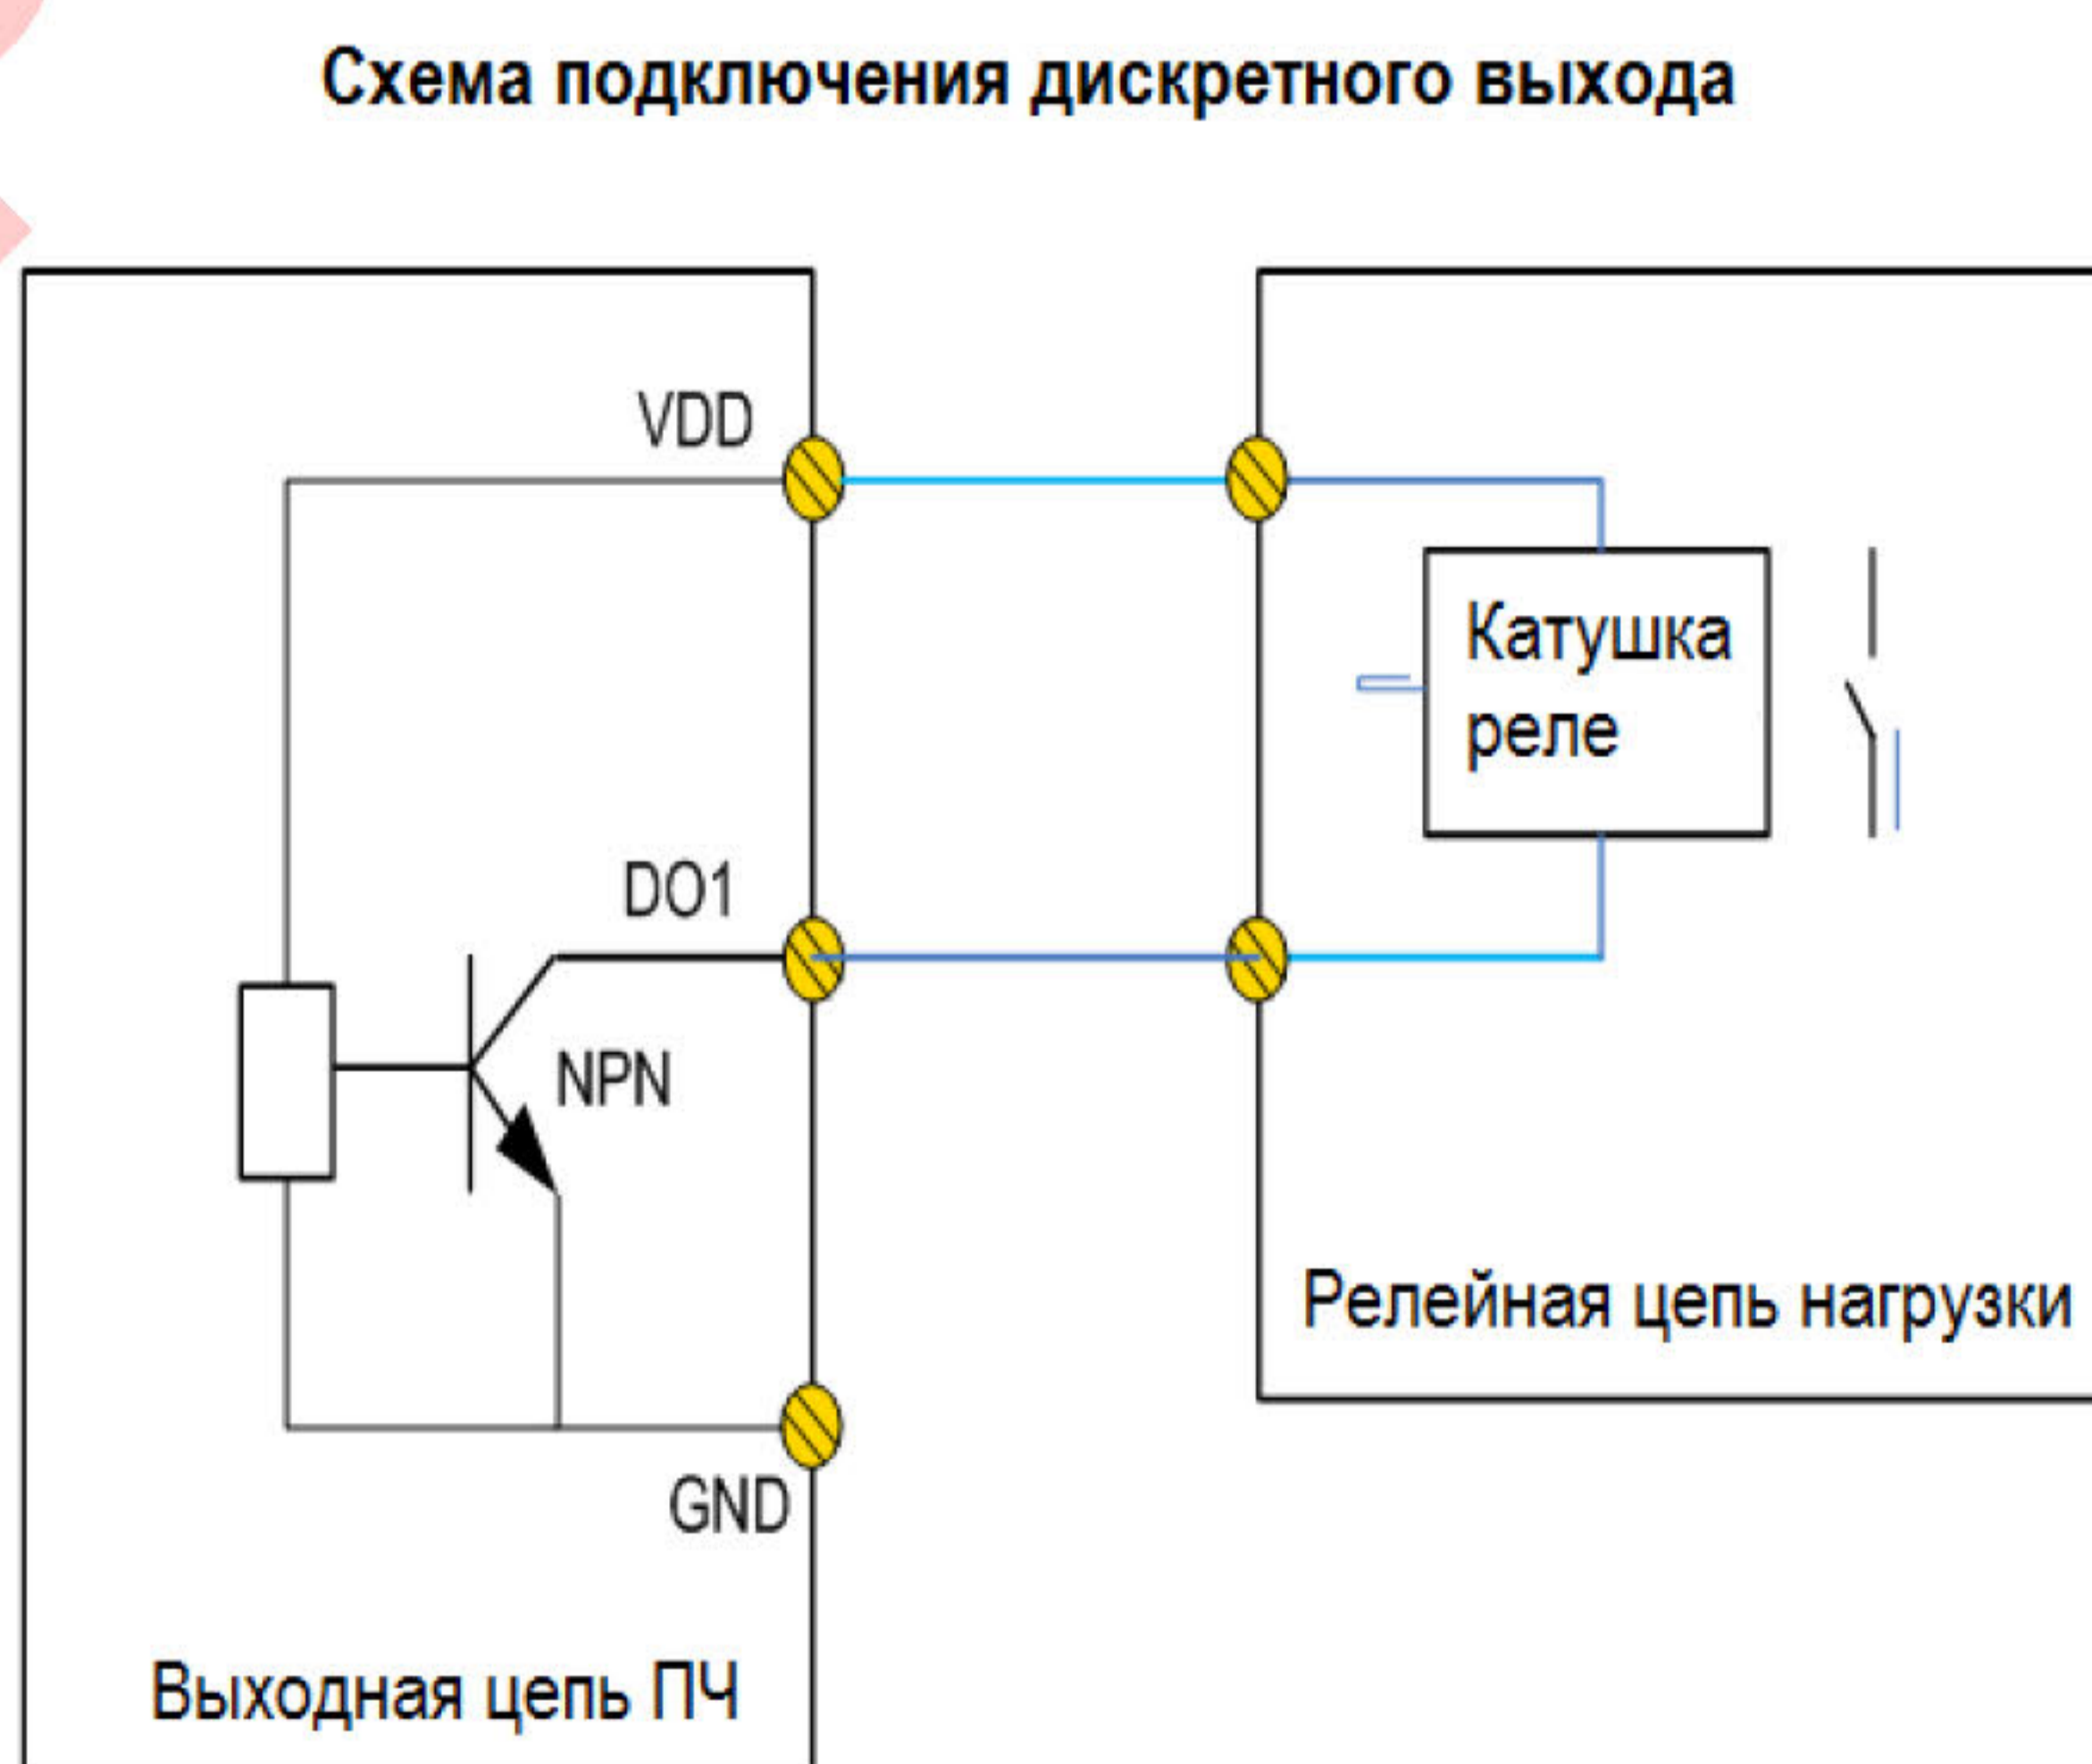 Схема подключения дискретного выхода
VDD
Катушка
реле
DO1
NPN
Релейная цепь нагрузки
GND
Выходная цепь ПЧ